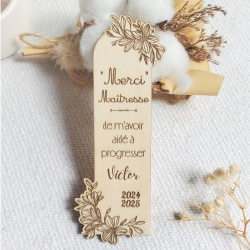 "Merci"
Maîtresse
de m'avoir
aidé à
progresser
Victor
2024
2025